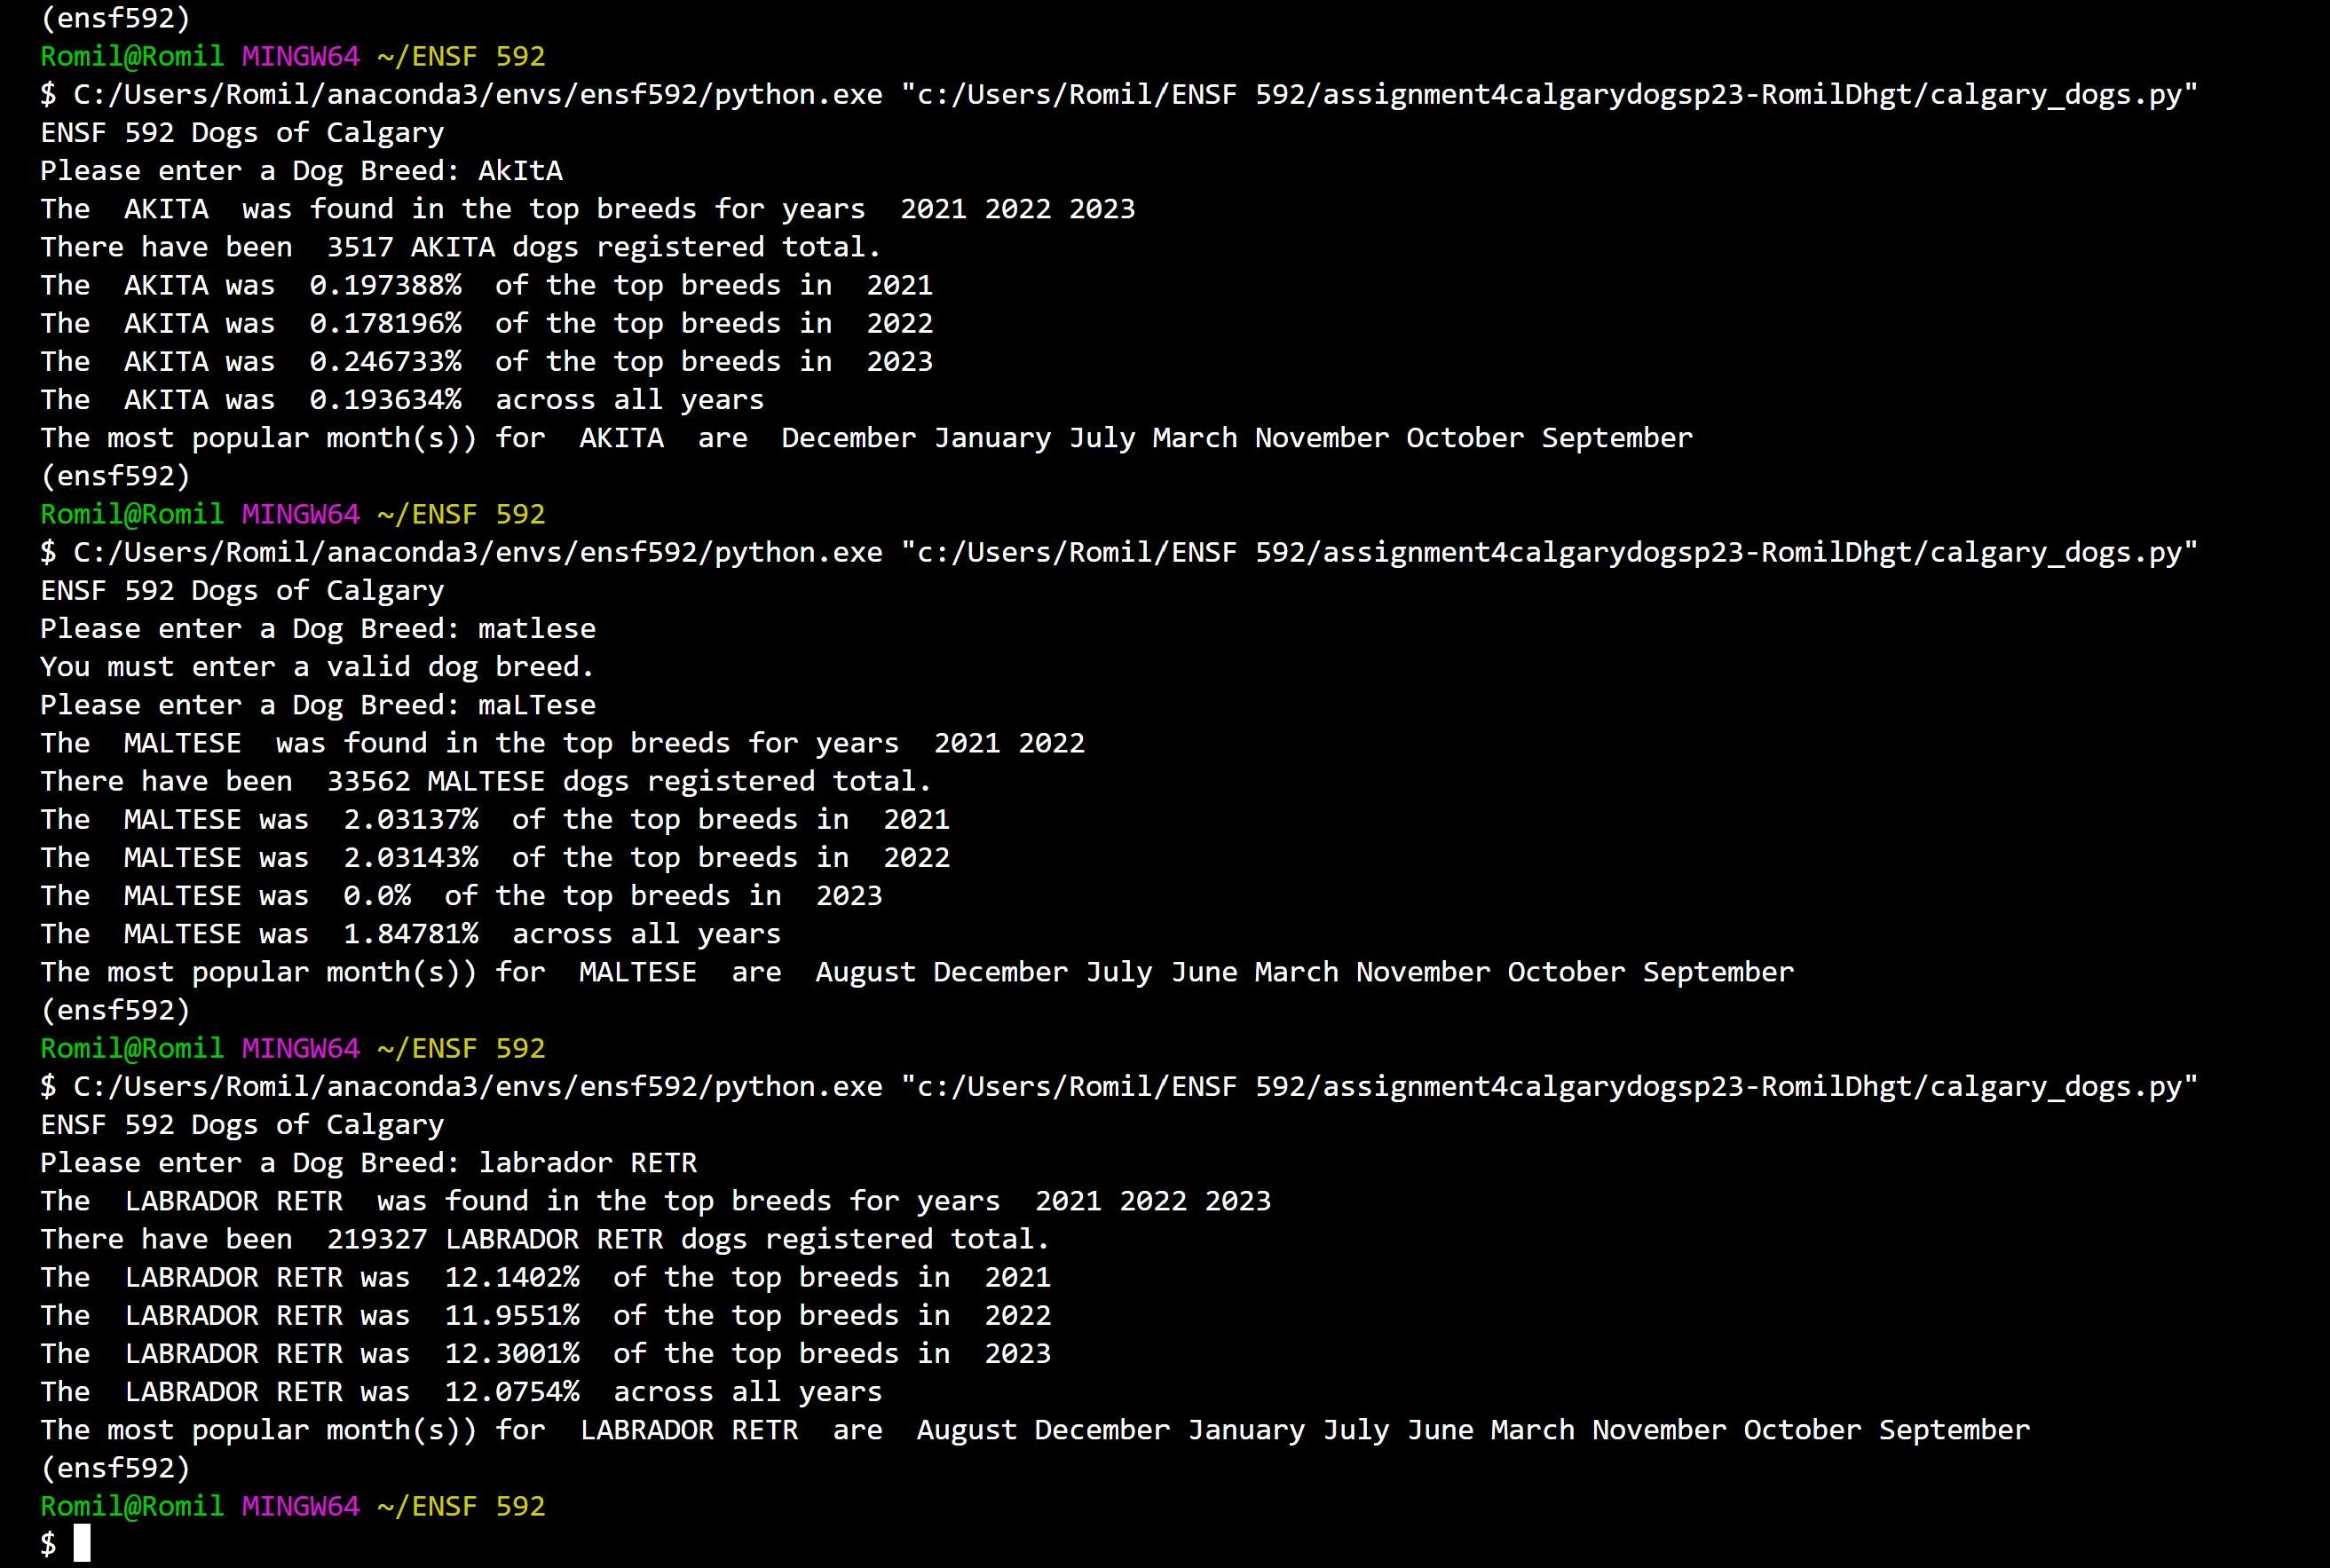 (ensf592)
Romil@Romil MINGW64 ~/ENSF 592
$ C:/Users/Romil/anaconda3/envs/ensf592/python.exe "c:/Users/Romil/ENSF 592/assignment4calgarydogsp23-RomilDhgt/calgary_dogs.py"
ENSF 592 Dogs of Calgary
Please enter a Dog Breed: AkItA
The  AKITA  was found in the top breeds for years  2021 2022 2023
There have been  3517 AKITA dogs registered total.
The  AKITA was  0.197388%  of the top breeds in  2021
The  AKITA was  0.178196%  of the top breeds in  2022
The  AKITA was  0.246733%  of the top breeds in  2023
The  AKITA was  0.193634%  across all years
The most popular month(s)) for  AKITA  are  December January July March November October September
(ensf592)
Romil@Romil MINGW64 ~/ENSF 592
$ C:/Users/Romil/anaconda3/envs/ensf592/python.exe "c:/Users/Romil/ENSF 592/assignment4calgarydogsp23-RomilDhgt/calgary_dogs.py"
ENSF 592 Dogs of Calgary
Please enter a Dog Breed: matlese
You must enter a valid dog breed.
Please enter a Dog Breed: maLTese
The  MALTESE  was found in the top breeds for years  2021 2022
There have been  33562 MALTESE dogs registered total.
The  MALTESE was  2.03137%  of the top breeds in  2021
The  MALTESE was  2.03143%  of the top breeds in  2022
The  MALTESE was  0.0%  of the top breeds in  2023
The  MALTESE was  1.84781%  across all years
The most popular month(s)) for  MALTESE  are  August December July June March November October September
(ensf592)
Romil@Romil MINGW64 ~/ENSF 592
$ C:/Users/Romil/anaconda3/envs/ensf592/python.exe "c:/Users/Romil/ENSF 592/assignment4calgarydogsp23-RomilDhgt/calgary_dogs.py"
ENSF 592 Dogs of Calgary
Please enter a Dog Breed: labrador RETR
The  LABRADOR RETR  was found in the top breeds for years  2021 2022 2023
There have been  219327 LABRADOR RETR dogs registered total.
The  LABRADOR RETR was  12.1402%  of the top breeds in  2021
The  LABRADOR RETR was  11.9551%  of the top breeds in  2022
The  LABRADOR RETR was  12.3001%  of the top breeds in  2023
The  LABRADOR RETR was  12.0754%  across all years
The most popular month(s)) for  LABRADOR RETR  are  August December January July June March November October September
(ensf592)
Romil@Romil MINGW64 ~/ENSF 592
$